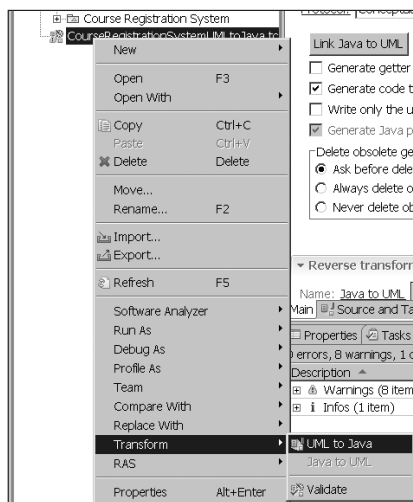 Course Registration System
CourseRegistrationSystemUMLtoJava.tc
New
Open F3
Open With
Copy Ctrl+C
Paste Ctrl+V
Delete Delete
Move...
Rename... F2
Import...
Export...
Refresh F5
Software Analyzer
Run As
Debug As
Profile As
Team
Compare With
Replace With
Transform
RAS
Properties Alt+Enter
UML to Java
Java to UML
Validate
Protocol: Conceptual
Link Java to UML
Generate getter
Generate code t
Write only the u
Generate Java p
Delete obsolete ge
Ask before dele
Always delete o
Never delete ob
Reverse transform
Name: Java to UML
Main Source and Ta
Properties Tasks
errors, 8 warnings, 1 o
Description
Warnings (8 item
Infos (1 item)